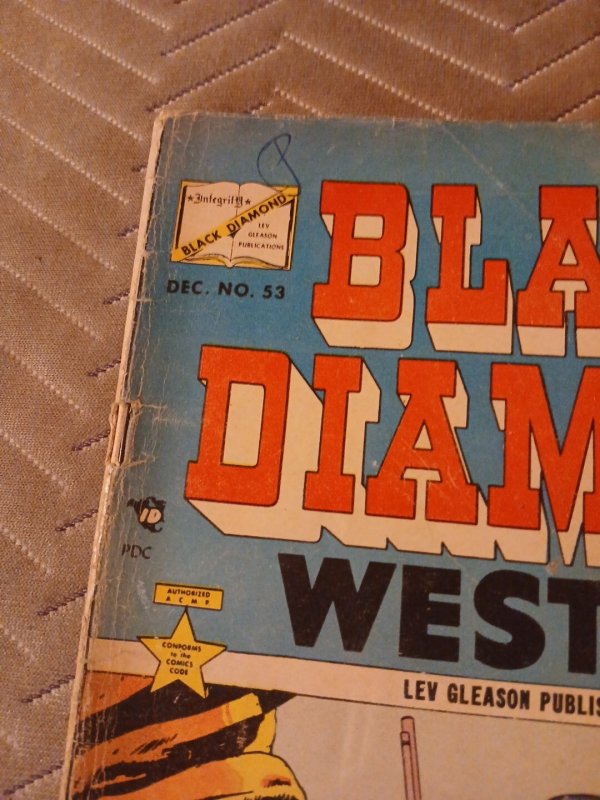 ★Integrity★
BLACK DIAMOND
LEV
GLEASON
PUBLICATIONS
DEC. NO. 53
BLA
DIAM
WEST
ID
PDC
AUTHORIZED
A C M P
CONFORMS
to the
COMICS
CODE
LEV GLEASON PUBLIS